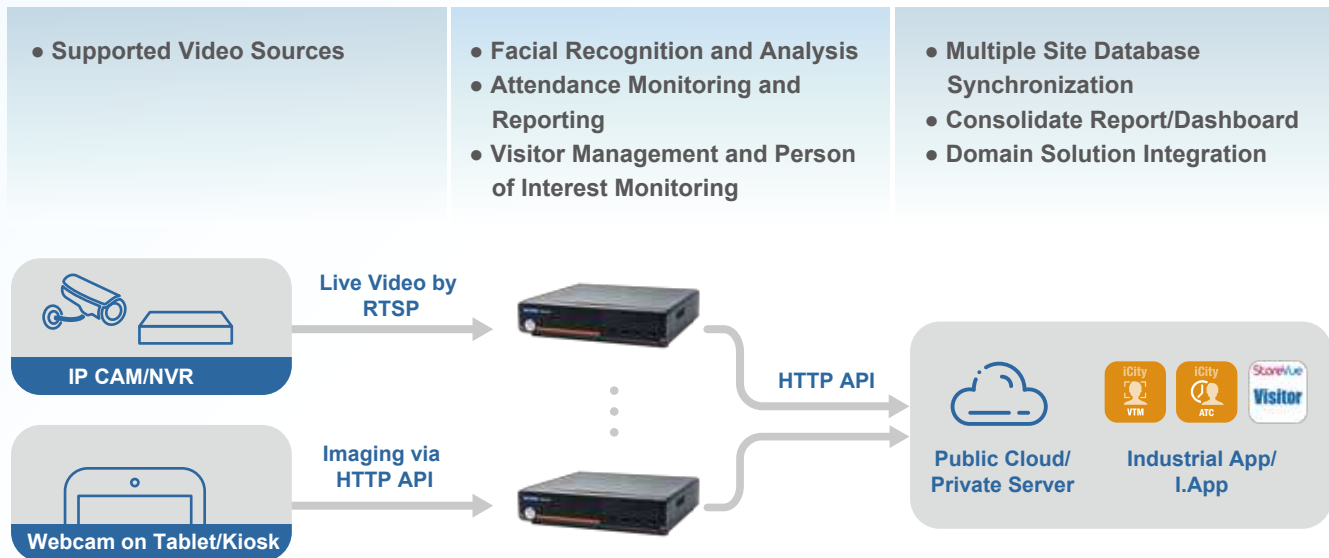 ● Supported Video Sources
● Facial Recognition and Analysis
● Attendance Monitoring and
Reporting
● Visitor Management and Person
of Interest Monitoring
● Multiple Site Database
Synchronization
● Consolidate Report/Dashboard
● Domain Solution Integration
IP CAM/NVR
Live Video by
RTSP
Webcam on Tablet/Kiosk
Imaging via
HTTP API
HTTP API
Public Cloud/
Private Server
iCity
VTM
iCity
ATC
StoreVue
Visitor
Industrial App/
I.App